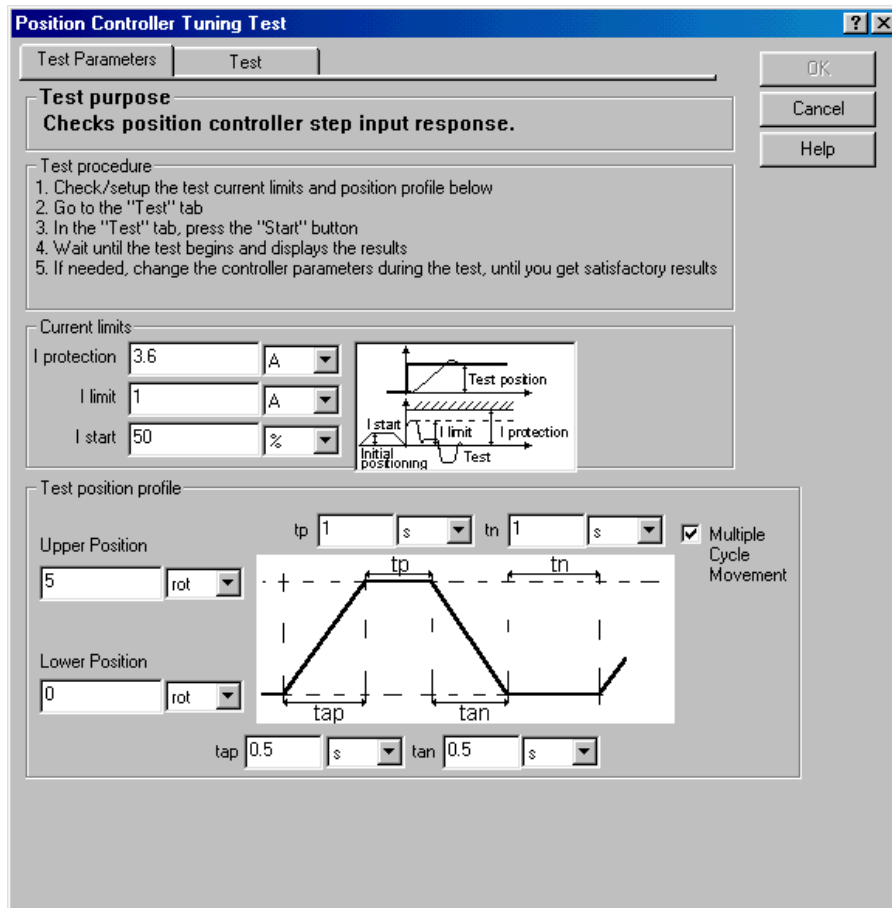 Position Controller Tuning Test
? x
Test Parameters
Test
OK
Cancel
Help
Test purpose
Checks position controller step input response.
Test procedure
1. Check/setup the test current limits and position profile below
2. Go to the "Test" tab
3. In the "Test" tab, press the "Start" button
4. Wait until the test begins and displays the results
5. If needed, change the controller parameters during the test, until you get satisfactory results
Current limits
I protection 3.6 A
I limit 1 A
I start 50 %
Test position
I start
I limit
I protection
Initial
positioning
Test
Test position profile
tp 1 s tn 1 s
Multiple
Cycle
Movement
Upper Position
5 rot
Lower Position
0 rot
tp
tn
tap
tan
tap 0.5 s tan 0.5 s